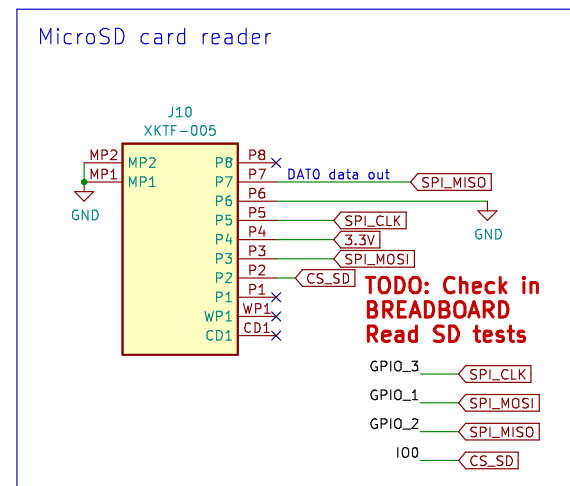 MicroSD card reader
J10
XKTF-005
MP2 MP2 P8 P8
MP1 MP1 P7 P7 DAT0 data out SPI_MISO
P6 P6
GND GND
P5 P5 SPI_CLK
P4 P4 3.3V
P3 P3 SPI_MOSI
P2 P2 CS_SD
P1 P1
WP1 WP1
CD1 CD1
TODO: Check in
BREADBOARD
Read SD tests
GPIO_3 SPI_CLK
GPIO_1 SPI_MOSI
GPIO_2 SPI_MISO
IO0 CS_SD